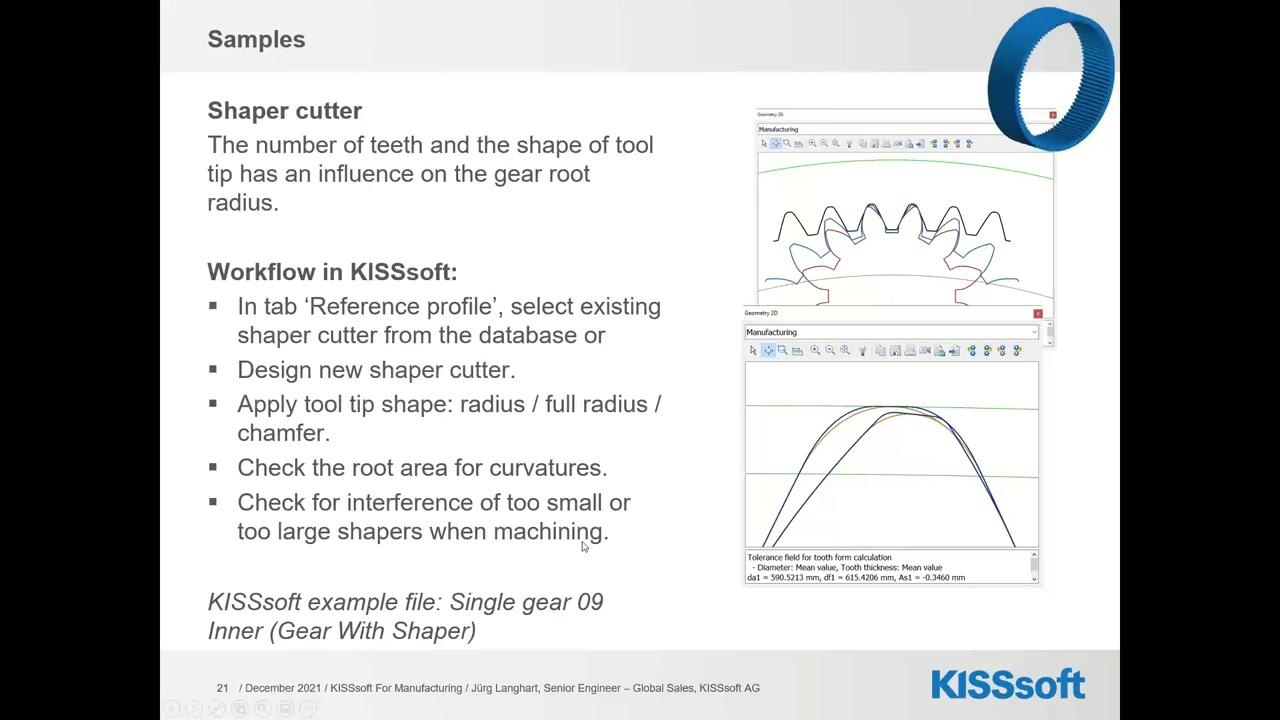 Samples
Shaper cutter
The number of teeth and the shape of tool
tip has an influence on the gear root
radius.
Workflow in KISSsoft:
▪ In tab ‘Reference profile’, select existing
shaper cutter from the database or
▪ Design new shaper cutter.
▪ Apply tool tip shape: radius / full radius /
chamfer.
▪ Check the root area for curvatures.
▪ Check for interference of too small or
too large shapers when machining.
KISSsoft example file: Single gear 09
Inner (Gear With Shaper)
Geometry 2D
Manufacturing
Geometry 2D
Manufacturing
Tolerance field for tooth form calculation
- Diameter: Mean value, Tooth thickness: Mean value
da1 = 590.5213 mm, df1 = 615.4206 mm, As1 = -0.3460 mm
21 / December 2021 / KISSsoft For Manufacturing / Jürg Langhart, Senior Engineer – Global Sales, KISSsoft AG
KISSsoft